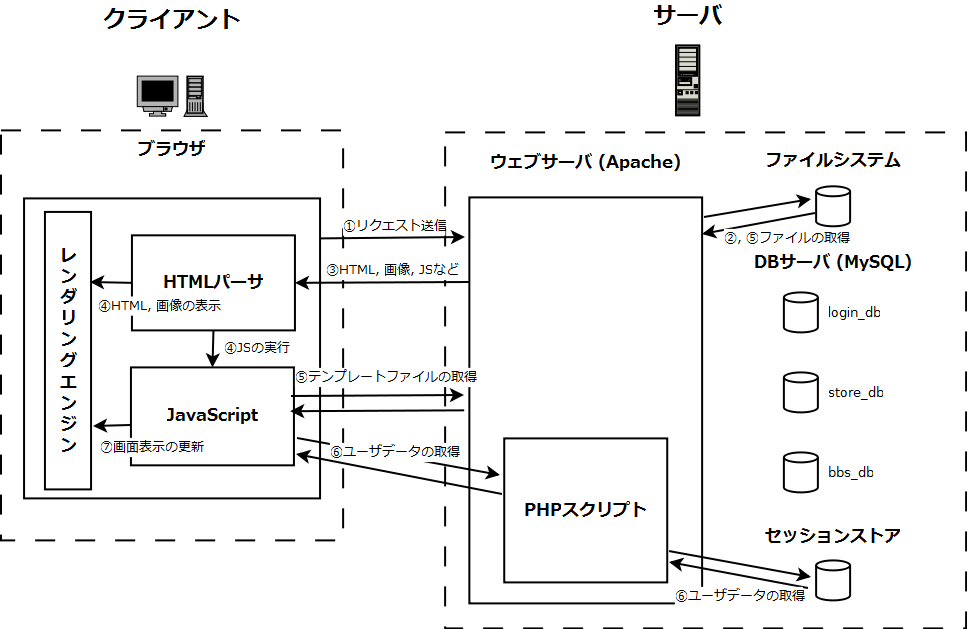 クライアント
サーバ
ブラウザ
ウェブサーバ (Apache)
ファイルシステム
①リクエスト送信
②, ⑤ファイルの取得
レンダリングエンジン
HTMLパーサ
③HTML, 画像, JSなど
DBサーバ (MySQL)
④HTML, 画像の表示
login_db
④JSの実行
⑤テンプレートファイルの取得
store_db
JavaScript
⑦画面表示の更新
⑥ユーザデータの取得
bbs_db
PHPスクリプト
セッションストア
⑥ユーザデータの取得